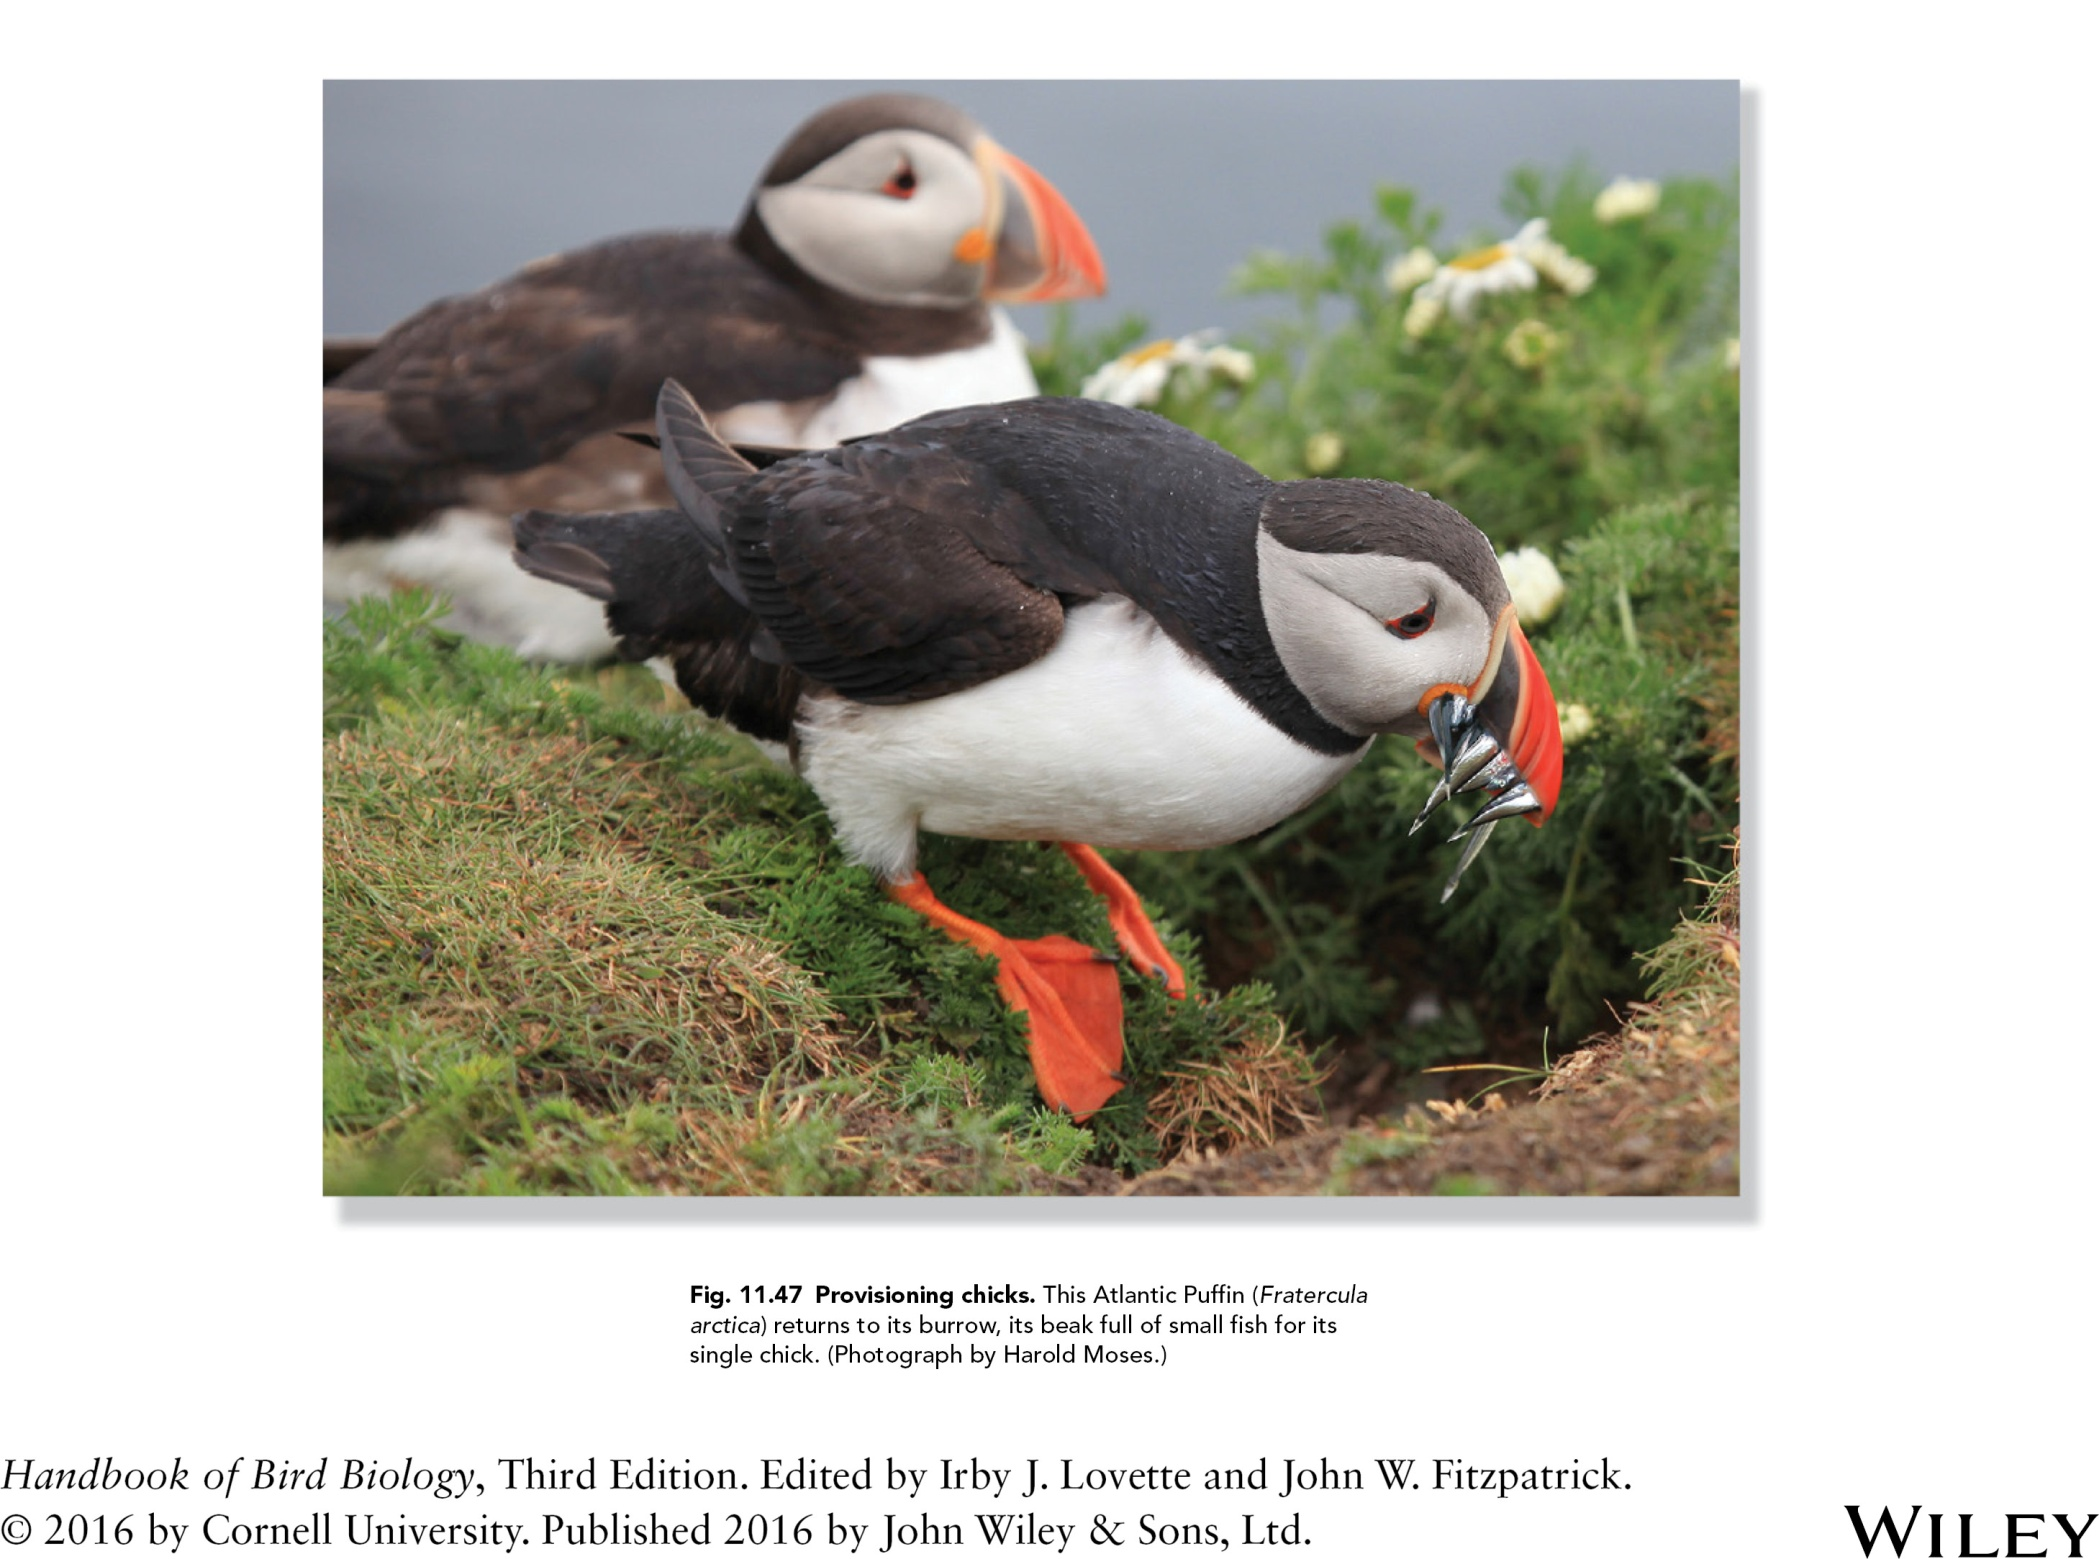 Fig. 11.47 Provisioning chicks. This Atlantic Puffin (Fratercula
arctica) returns to its burrow, its beak full of small fish for its
single chick. (Photograph by Harold Moses.)
Handbook of Bird Biology, Third Edition. Edited by Irby J. Lovette and John W. Fitzpatrick.
© 2016 by Cornell University. Published 2016 by John Wiley & Sons, Ltd.
WILEY